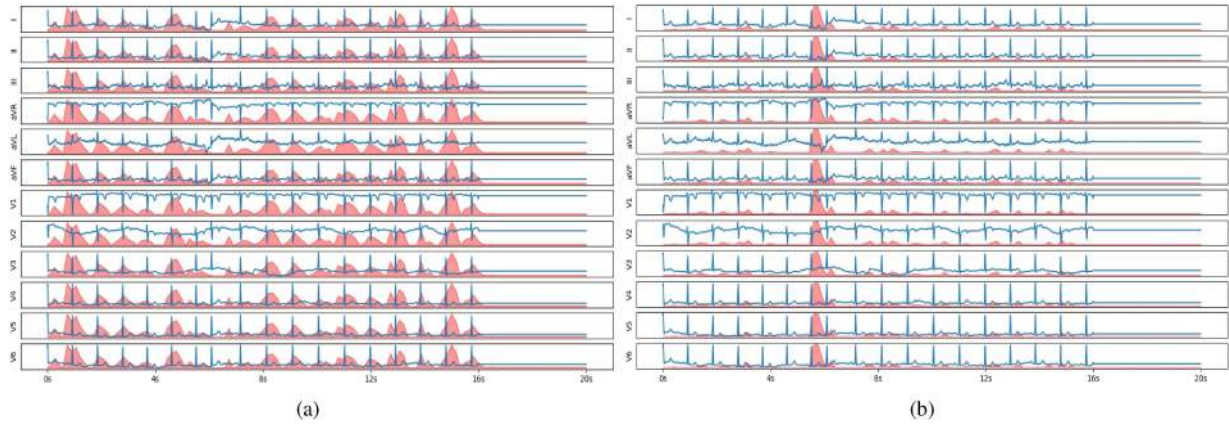 I
II
III
aVR
aVL
aVF
V1
V2
V3
V4
V5
V6
0s 4s 8s 12s 16s 20s
(a)
I
II
III
aVR
aVL
aVF
V1
V2
V3
V4
V5
V6
0s 4s 8s 12s 16s 20s
(b)